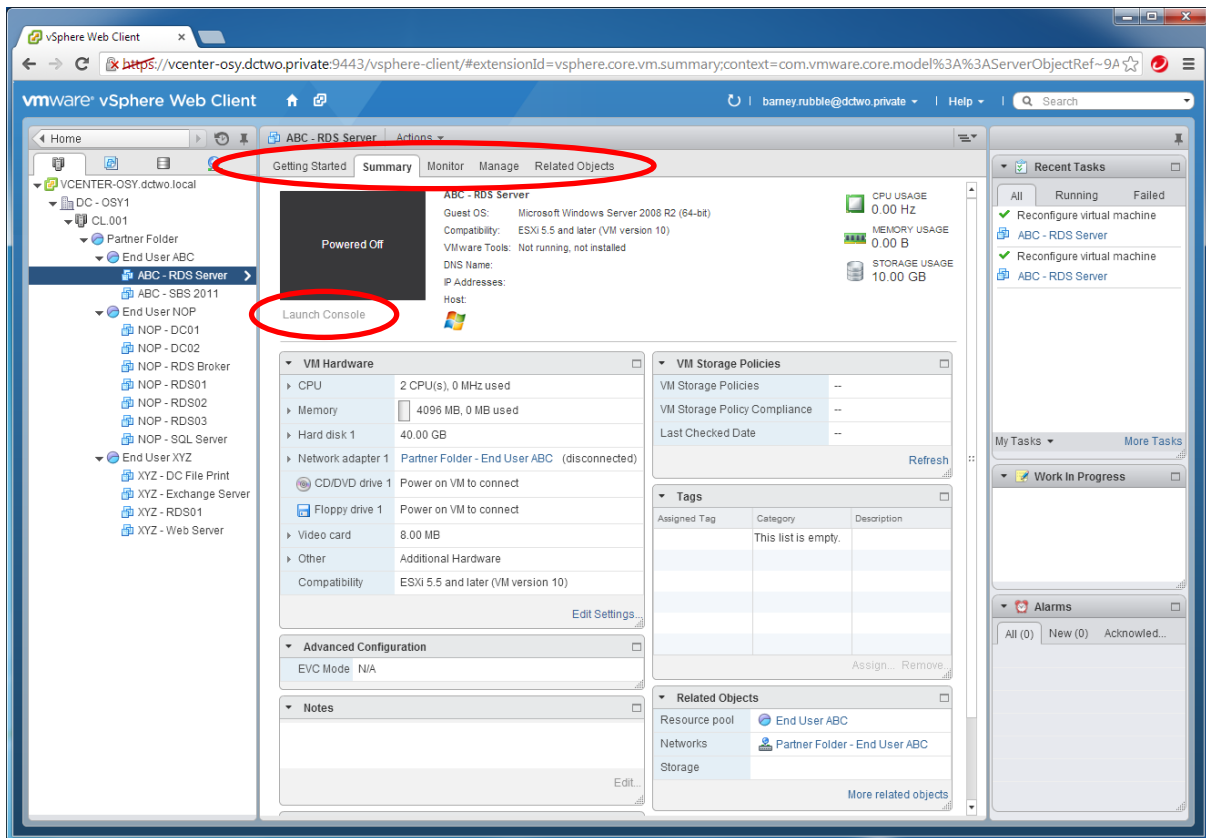 vSphere Web Client
https://vcenter-osy.dctwo.private:9443/vsphere-client/#extensionId=vsphere.core.vm.summary;context=com.vmware.core.model%3A%3AServerObjectRef~9A
vmware® vSphere Web Client
barney.rubble@dctwo.private
Help
Search
Home
VCENTER-OSY.dctwo.local
DC - OSY1
CL.001
Partner Folder
End User ABC
ABC - RDS Server
ABC - SBS 2011
End User NOP
NOP - DC01
NOP - DC02
NOP - RDS Broker
NOP - RDS01
NOP - RDS02
NOP - RDS03
NOP - SQL Server
End User XYZ
XYZ - DC File Print
XYZ - Exchange Server
XYZ - RDS01
XYZ - Web Server
ABC - RDS Server Actions
Getting Started Summary Monitor Manage Related Objects
Powered Off
Launch Console
ABC - RDS Server
Guest OS: Microsoft Windows Server 2008 R2 (64-bit)
Compatibility: ESXi 5.5 and later (VM version 10)
VMware Tools: Not running, not installed
DNS Name:
IP Addresses:
Host:
CPU USAGE
0.00 Hz
MEMORY USAGE
0.00 B
STORAGE USAGE
10.00 GB
VM Hardware
CPU 2 CPU(s), 0 MHz used
Memory 4096 MB, 0 MB used
Hard disk 1 40.00 GB
Network adapter 1 Partner Folder - End User ABC (disconnected)
CD/DVD drive 1 Power on VM to connect
Floppy drive 1 Power on VM to connect
Video card 8.00 MB
Other Additional Hardware
Compatibility ESXi 5.5 and later (VM version 10)
Edit Settings...
Advanced Configuration
EVC Mode N/A
Notes
Edit...
VM Storage Policies
VM Storage Policies --
VM Storage Policy Compliance --
Last Checked Date --
Refresh
Tags
Assigned Tag Category Description
This list is empty.
Assign... Remove...
Related Objects
Resource pool End User ABC
Networks Partner Folder - End User ABC
Storage
More related objects
Recent Tasks
All Running Failed
Reconfigure virtual machine
ABC - RDS Server
Reconfigure virtual machine
ABC - RDS Server
My Tasks More Tasks
Work In Progress
Alarms
All (0) New (0) Acknowled...